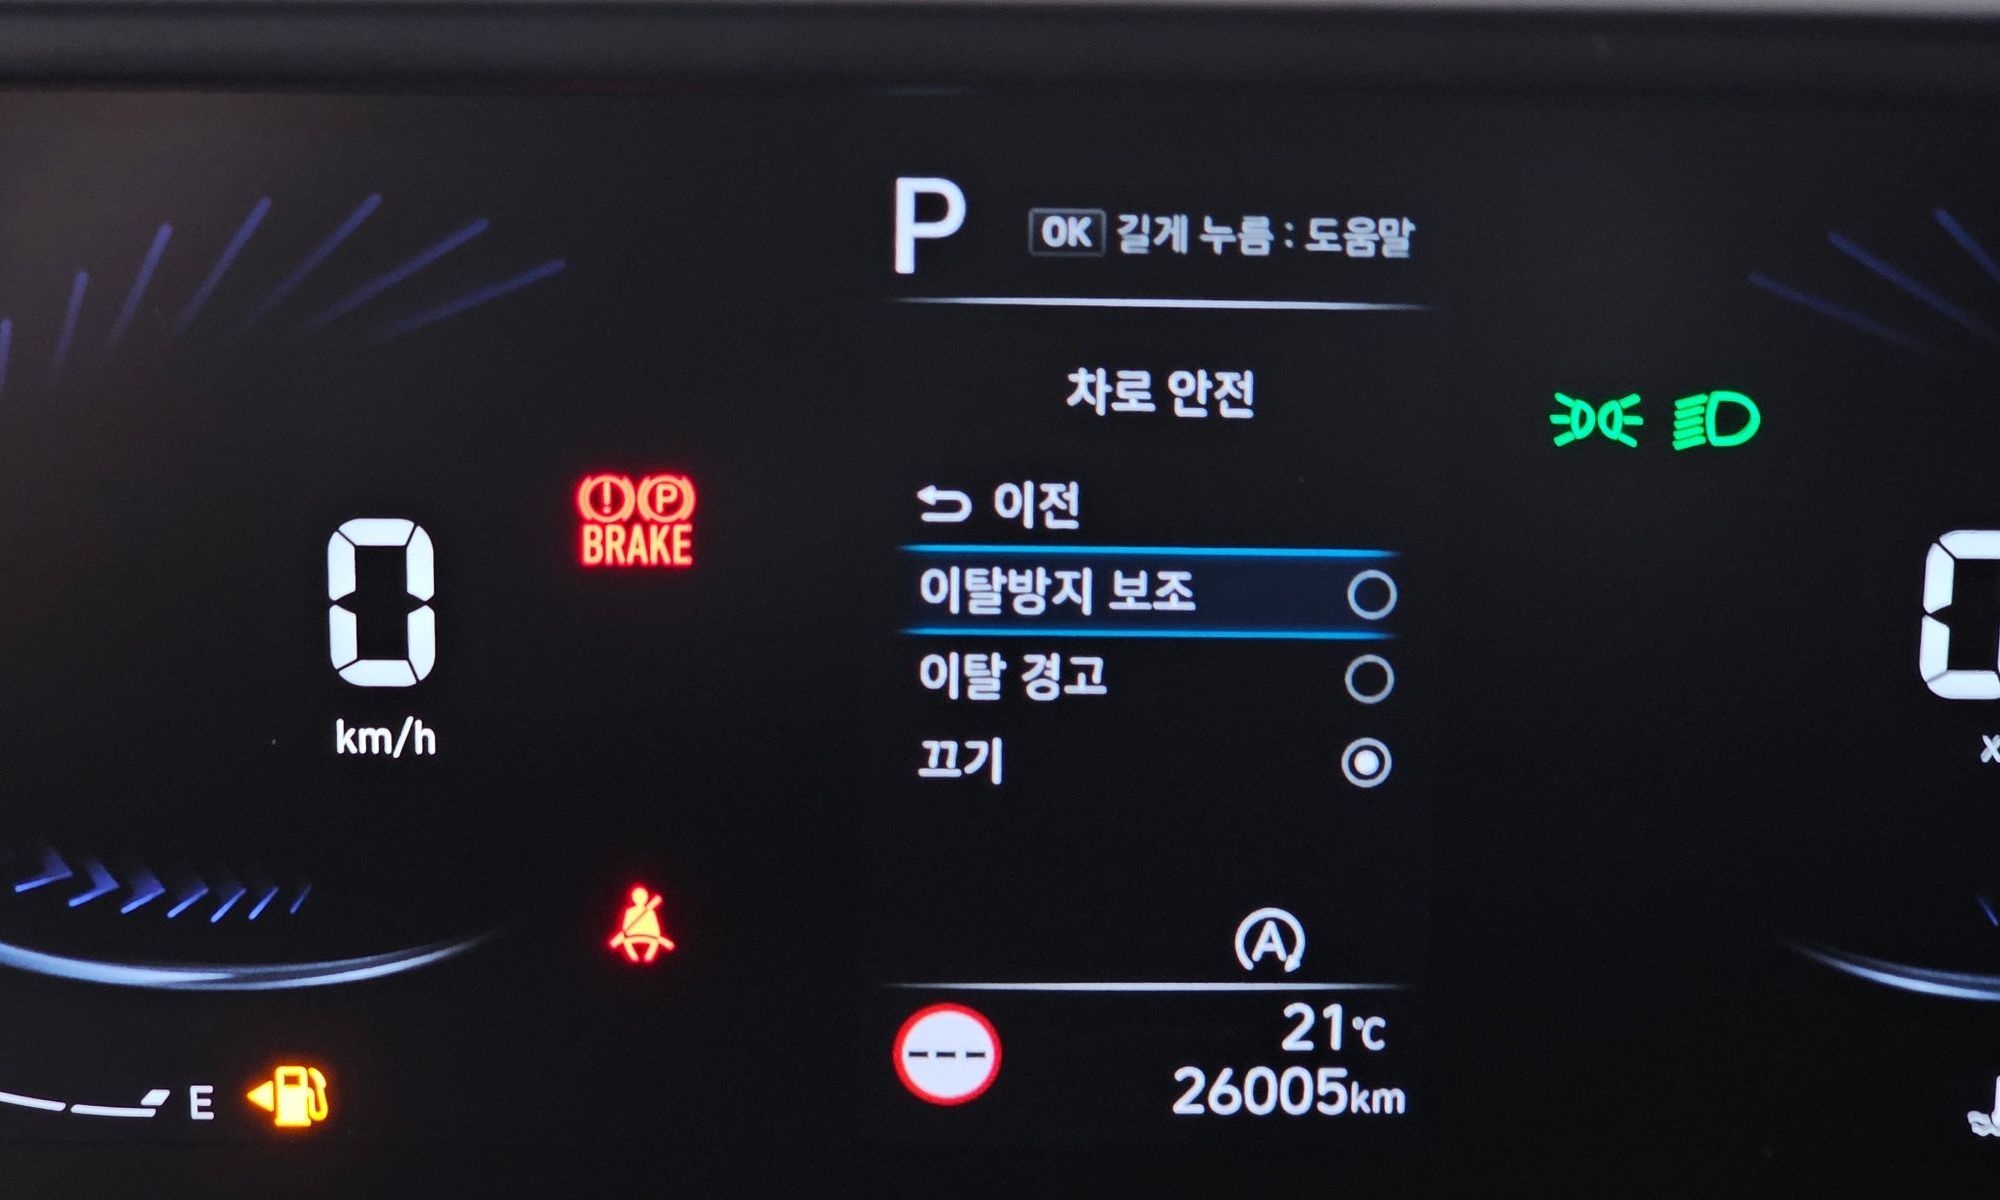 P
OK 길게 누름 : 도움말
차로 안전
이전
이탈방지 보조
이탈 경고
끄기
BRAKE
0
km/h
A
---
21°C
26005km
E